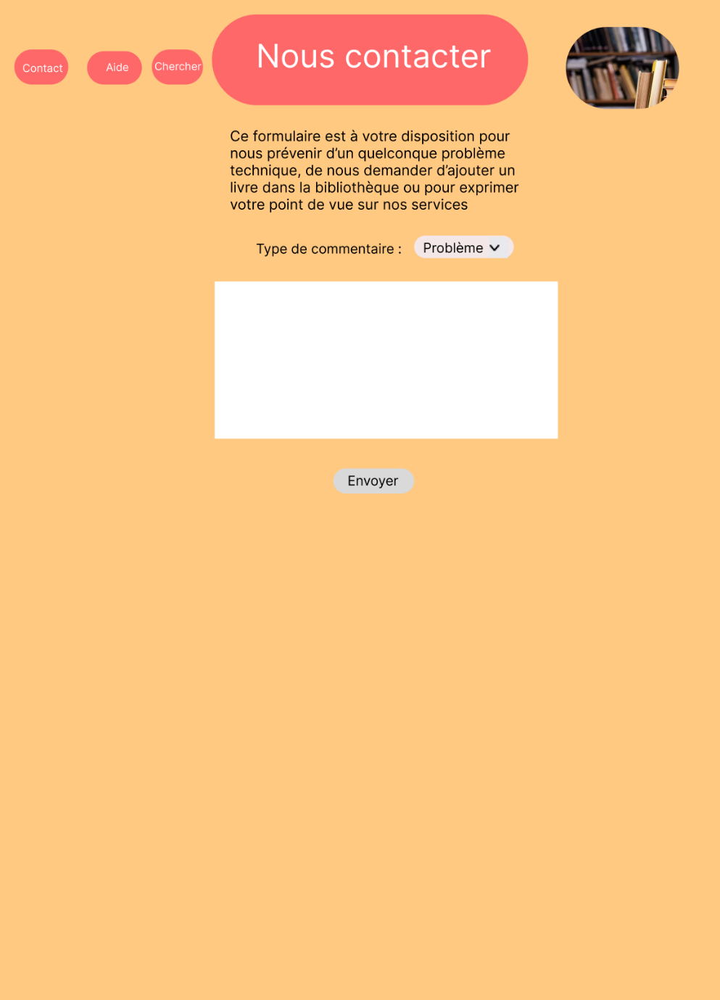 Contact
Aide
Chercher
Nous contacter
Ce formulaire est à votre disposition pour
nous prévenir d’un quelconque problème
technique, de nous demander d’ajouter un
livre dans la bibliothèque ou pour exprimer
votre point de vue sur nos services
Type de commentaire :
Problème
Envoyer